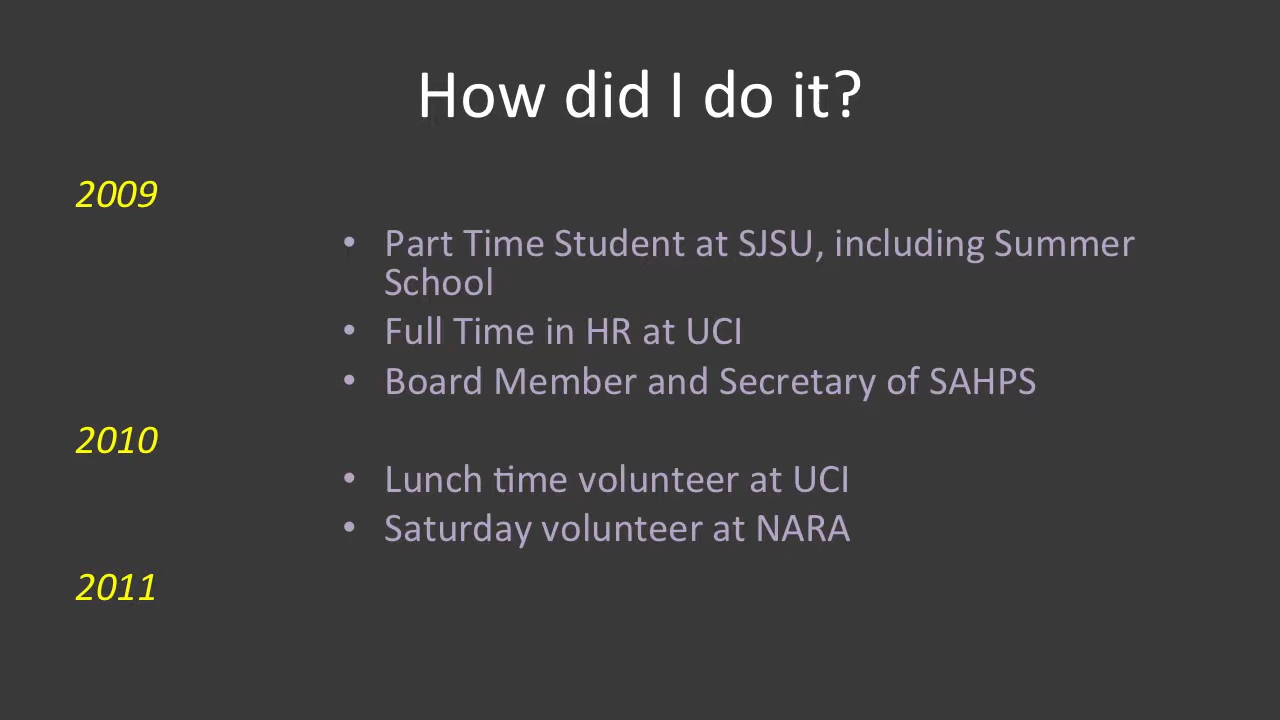 How did I do it?
2009
• Part Time Student at SJSU, including Summer
School
• Full Time in HR at UCI
• Board Member and Secretary of SAHPS
2010
• Lunch time volunteer at UCI
• Saturday volunteer at NARA
2011